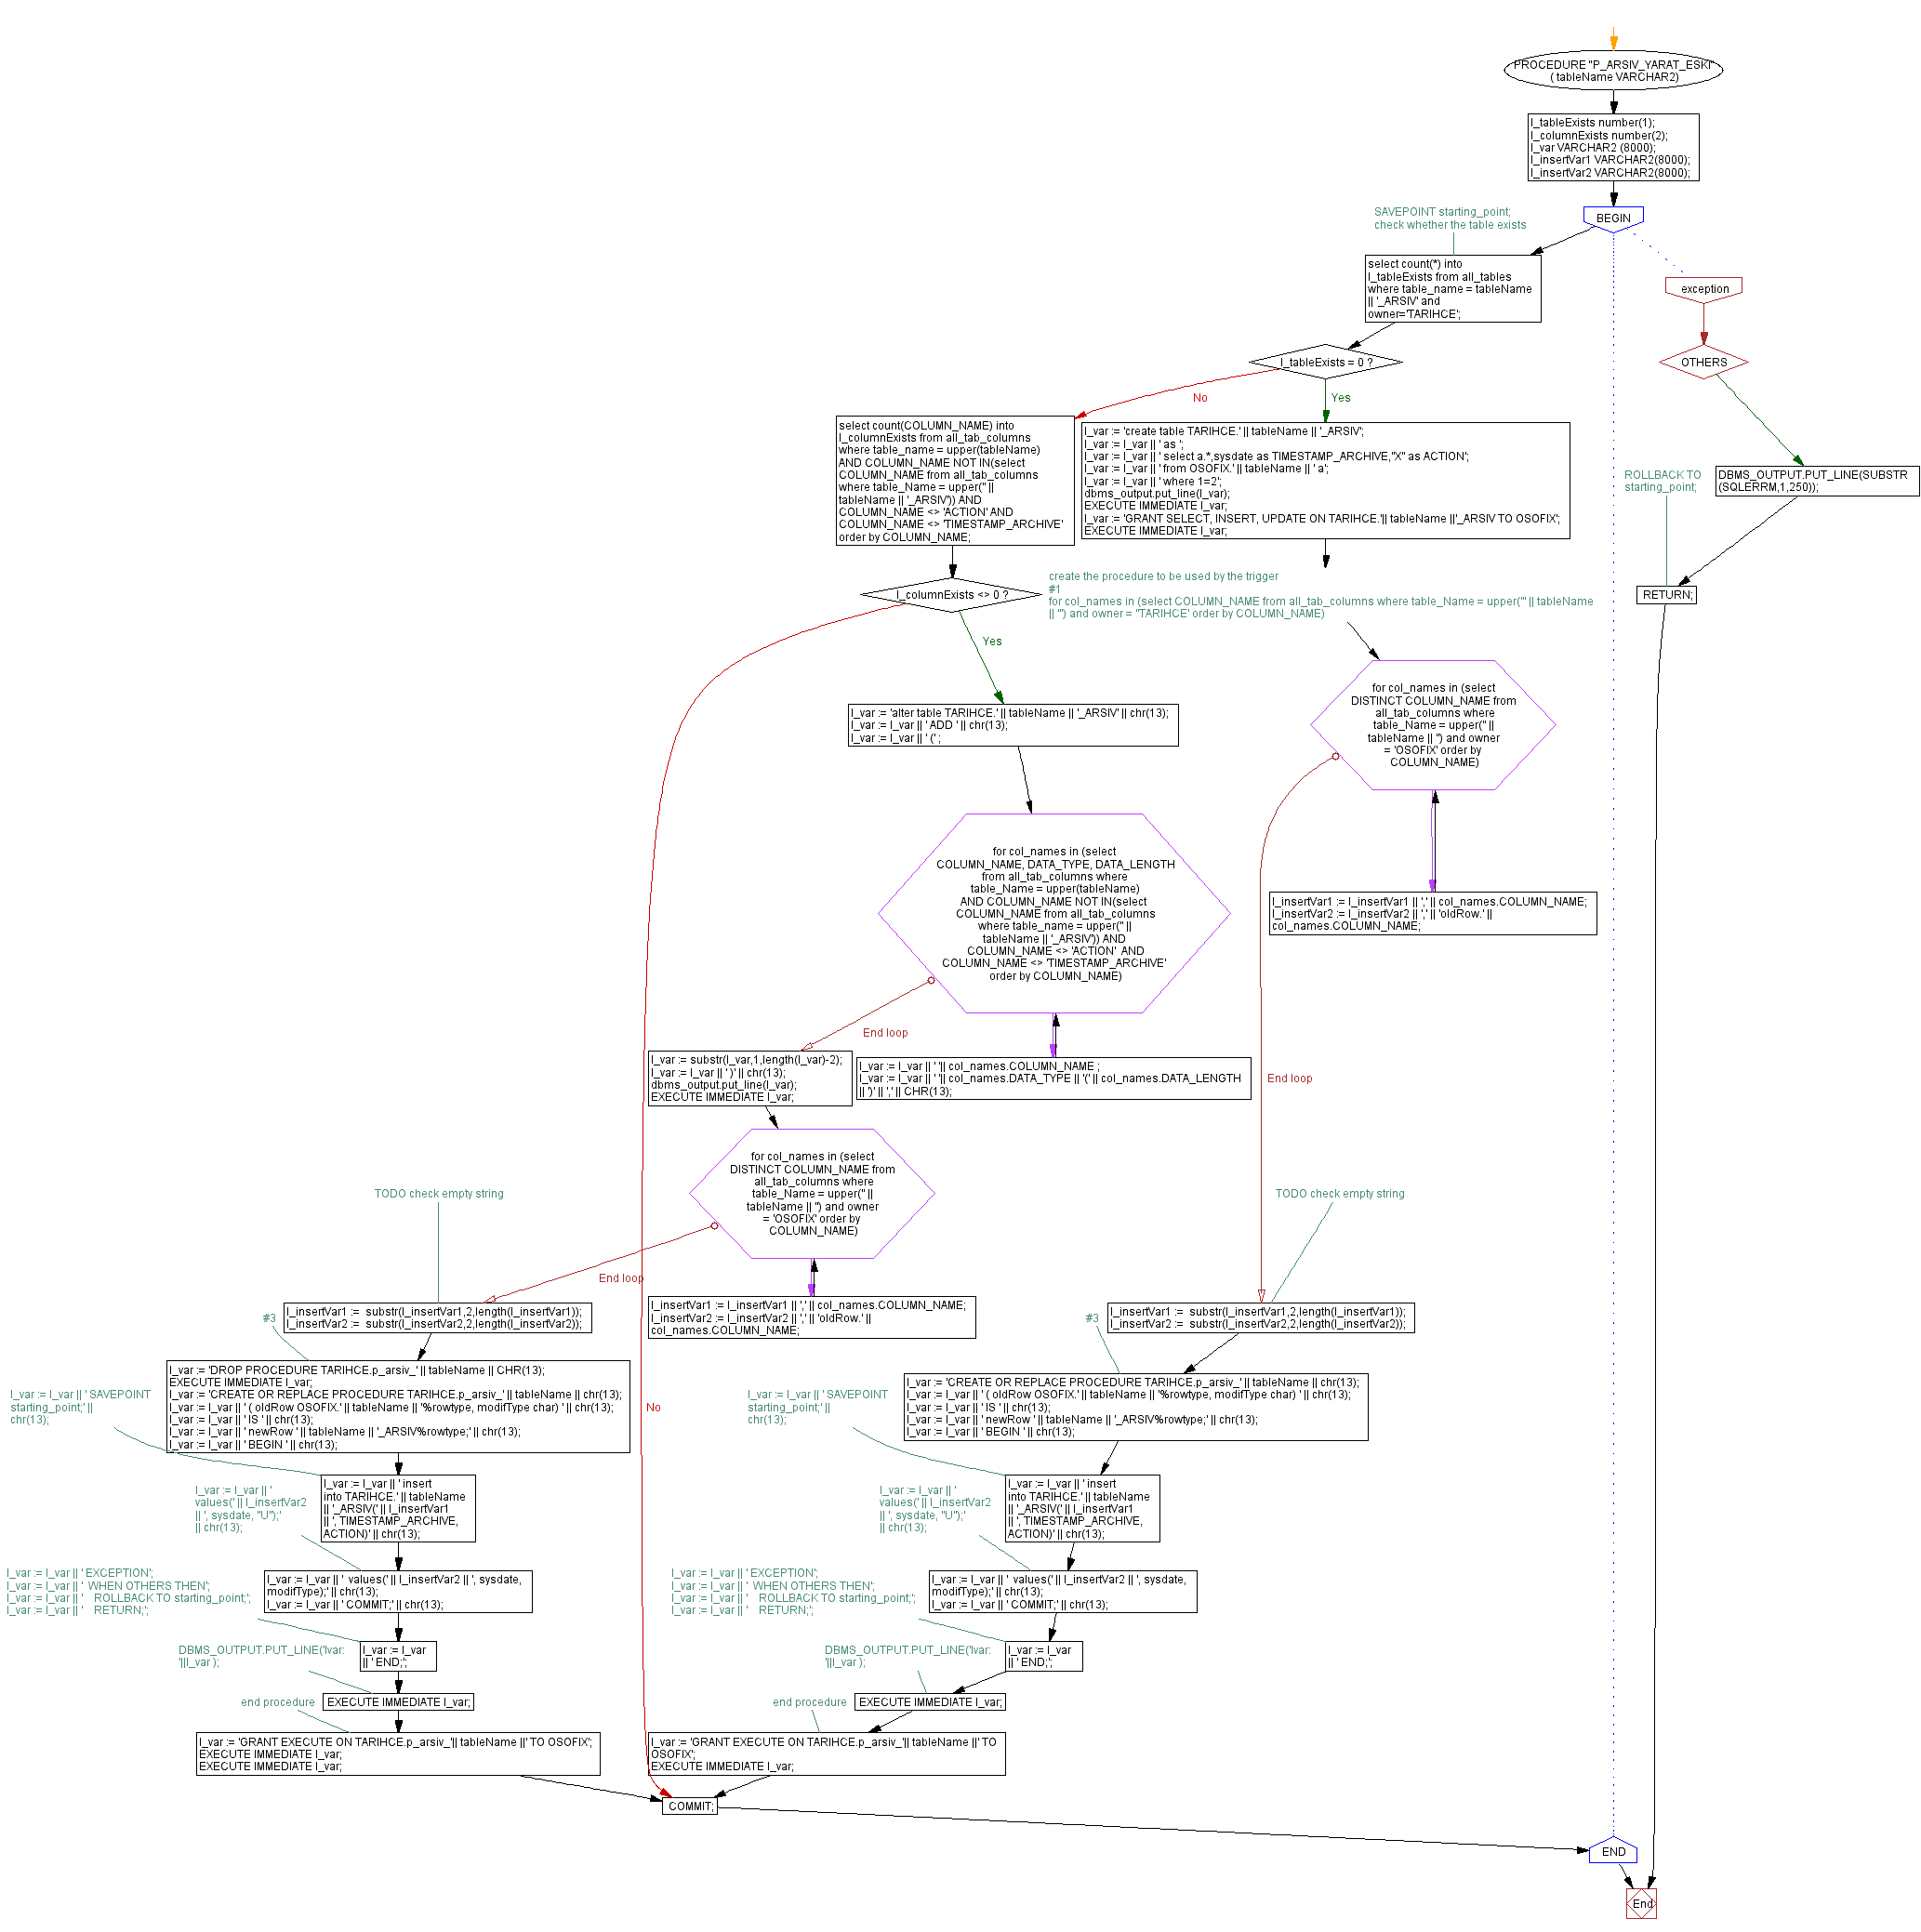 PROCEDURE "P_ARSIV_YARAT_ESKI"
( tableName VARCHAR2)
l_tableExists number(1);
l_columnExists number(2);
l_var VARCHAR2 (8000);
l_insertVar1 VARCHAR2(8000);
l_insertVar2 VARCHAR2(8000);
BEGIN
SAVEPOINT starting_point;
check whether the table exists
select count(*) into
l_tableExists from all_tables
where table_name = tableName
|| '_ARSIV' and
owner='TARIHCE';
exception
l_tableExists = 0 ?
OTHERS
No
Yes
select count(COLUMN_NAME) into
l_columnExists from all_tab_columns
where table_name = upper(tableName)
AND COLUMN_NAME NOT IN(select
COLUMN_NAME from all_tab_columns
where table_Name = upper('' ||
tableName || '_ARSIV')) AND
COLUMN_NAME <> 'ACTION' AND
COLUMN_NAME <> 'TIMESTAMP_ARCHIVE'
order by COLUMN_NAME;
l_var := 'create table TARIHCE.' || tableName || '_ARSIV';
l_var := l_var || ' as ';
l_var := l_var || ' select a.*,sysdate as TIMESTAMP_ARCHIVE,''X'' as ACTION';
l_var := l_var || ' from OSOFIX.' || tableName || ' a';
l_var := l_var || ' where 1=2';
dbms_output.put_line(l_var);
EXECUTE IMMEDIATE l_var;
l_var := 'GRANT SELECT, INSERT, UPDATE ON TARIHCE.'|| tableName ||'_ARSIV TO OSOFIX';
EXECUTE IMMEDIATE l_var;
ROLLBACK TO
starting_point;
DBMS_OUTPUT.PUT_LINE(SUBSTR
(SQLERRM,1,250));
RETURN;
l_columnExists <> 0 ?
create the procedure to be used by the trigger
#1
for col_names in (select COLUMN_NAME from all_tab_columns where table_Name = upper('" || tableName
|| '") and owner = "TARIHCE' order by COLUMN_NAME)
Yes
for col_names in (select
DISTINCT COLUMN_NAME from
all_tab_columns where
table_Name = upper('' ||
tableName || '') and owner
= 'OSOFIX' order by
COLUMN_NAME)
l_var := 'alter table TARIHCE.' || tableName || '_ARSIV' || chr(13);
l_var := l_var || ' ADD ' || chr(13);
l_var := l_var || ' (' ;
for col_names in (select
COLUMN_NAME, DATA_TYPE, DATA_LENGTH
from all_tab_columns where
table_Name = upper(tableName)
AND COLUMN_NAME NOT IN(select
COLUMN_NAME from all_tab_columns
where table_name = upper('' ||
tableName || '_ARSIV')) AND
COLUMN_NAME <> 'ACTION' AND
COLUMN_NAME <> 'TIMESTAMP_ARCHIVE'
order by COLUMN_NAME)
l_insertVar1 := l_insertVar1 || ',' || col_names.COLUMN_NAME;
l_insertVar2 := l_insertVar2 || ',' || 'oldRow.' ||
col_names.COLUMN_NAME;
End loop
l_var := substr(l_var,1,length(l_var)-2);
l_var := l_var || ' )' || chr(13);
dbms_output.put_line(l_var);
EXECUTE IMMEDIATE l_var;
l_var := l_var || ' '|| col_names.COLUMN_NAME ;
l_var := l_var || ' '|| col_names.DATA_TYPE || '(' || col_names.DATA_LENGTH
|| ')' || ',' || CHR(13);
End loop
for col_names in (select
DISTINCT COLUMN_NAME from
all_tab_columns where
table_Name = upper('' ||
tableName || '') and owner
= 'OSOFIX' order by
COLUMN_NAME)
TODO check empty string
TODO check empty string
End loop
l_insertVar1 := l_insertVar1 || ',' || col_names.COLUMN_NAME;
l_insertVar2 := l_insertVar2 || ',' || 'oldRow.' ||
col_names.COLUMN_NAME;
#3
l_insertVar1 :=  substr(l_insertVar1,2,length(l_insertVar1));
l_insertVar2 :=  substr(l_insertVar2,2,length(l_insertVar2));
#3
l_insertVar1 :=  substr(l_insertVar1,2,length(l_insertVar1));
l_insertVar2 :=  substr(l_insertVar2,2,length(l_insertVar2));
l_var := l_var || ' SAVEPOINT
starting_point;' ||
chr(13);
l_var := 'DROP PROCEDURE TARIHCE.p_arsiv_' || tableName || CHR(13);
EXECUTE IMMEDIATE l_var;
l_var := 'CREATE OR REPLACE PROCEDURE TARIHCE.p_arsiv_' || tableName || chr(13);
l_var := l_var || ' ( oldRow OSOFIX.' || tableName || '%rowtype, modifType char) ' || chr(13);
l_var := l_var || ' IS ' || chr(13);
l_var := l_var || ' newRow ' || tableName || '_ARSIV%rowtype;' || chr(13);
l_var := l_var || ' BEGIN ' || chr(13);
No
l_var := l_var || ' SAVEPOINT
starting_point;' ||
chr(13);
l_var := 'CREATE OR REPLACE PROCEDURE TARIHCE.p_arsiv_' || tableName || chr(13);
l_var := l_var || ' ( oldRow OSOFIX.' || tableName || '%rowtype, modifType char) ' || chr(13);
l_var := l_var || ' IS ' || chr(13);
l_var := l_var || ' newRow ' || tableName || '_ARSIV%rowtype;' || chr(13);
l_var := l_var || ' BEGIN ' || chr(13);
l_var := l_var || '
values(' || l_insertVar2
|| ', sysdate, "U");'
|| chr(13);
l_var := l_var || ' insert
into TARIHCE.' || tableName
|| '_ARSIV(' || l_insertVar1
|| ', TIMESTAMP_ARCHIVE,
ACTION)' || chr(13);
l_var := l_var || '
values(' || l_insertVar2
|| ', sysdate, "U");'
|| chr(13);
l_var := l_var || ' insert
into TARIHCE.' || tableName
|| '_ARSIV(' || l_insertVar1
|| ', TIMESTAMP_ARCHIVE,
ACTION)' || chr(13);
l_var := l_var || ' EXCEPTION';
l_var := l_var || '  WHEN OTHERS THEN';
l_var := l_var || '    ROLLBACK TO starting_point;';
l_var := l_var || '    RETURN;';
l_var := l_var || '  values(' || l_insertVar2 || ', sysdate,
modifType);' || chr(13);
l_var := l_var || ' COMMIT;' || chr(13);
l_var := l_var || ' EXCEPTION';
l_var := l_var || '  WHEN OTHERS THEN';
l_var := l_var || '    ROLLBACK TO starting_point;';
l_var := l_var || '    RETURN;';
l_var := l_var || '  values(' || l_insertVar2 || ', sysdate,
modifType);' || chr(13);
l_var := l_var || ' COMMIT;' || chr(13);
DBMS_OUTPUT.PUT_LINE('lvar:
'||l_var );
l_var := l_var
|| ' END;';
DBMS_OUTPUT.PUT_LINE('lvar:
'||l_var );
l_var := l_var
|| ' END;';
end procedure
EXECUTE IMMEDIATE l_var;
end procedure
EXECUTE IMMEDIATE l_var;
l_var := 'GRANT EXECUTE ON TARIHCE.p_arsiv_'|| tableName ||' TO OSOFIX';
EXECUTE IMMEDIATE l_var;
EXECUTE IMMEDIATE l_var;
l_var := 'GRANT EXECUTE ON TARIHCE.p_arsiv_'|| tableName ||' TO
OSOFIX';
EXECUTE IMMEDIATE l_var;
COMMIT;
END
End